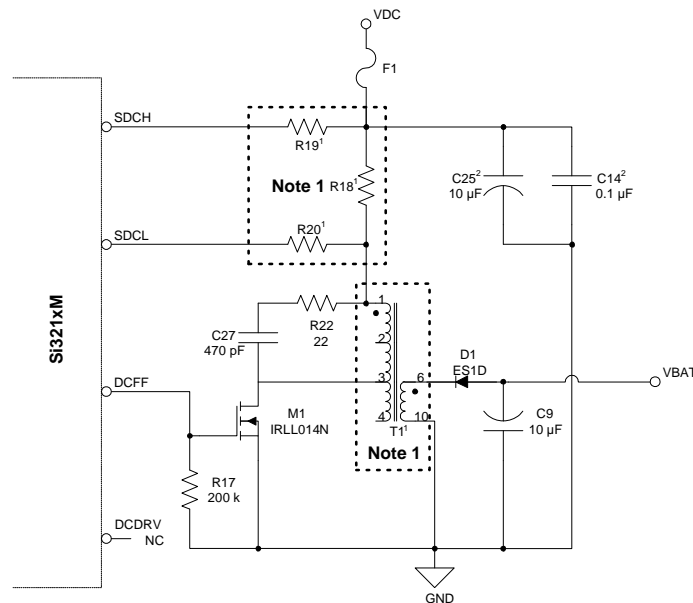 VDC
F1
SDCH
R19¹
Note 1
R18¹
C25²
10 µF
C14²
0.1 µF
SDCL
R20¹
Si321xM
1
R22
22
C27
470 pF
2
D1
ES1D
VBAT
DCFF
3
6
M1
IRLL014N
4
10
T1¹
C9
10 µF
Note 1
R17
200 k
DCDRV
NC
GND